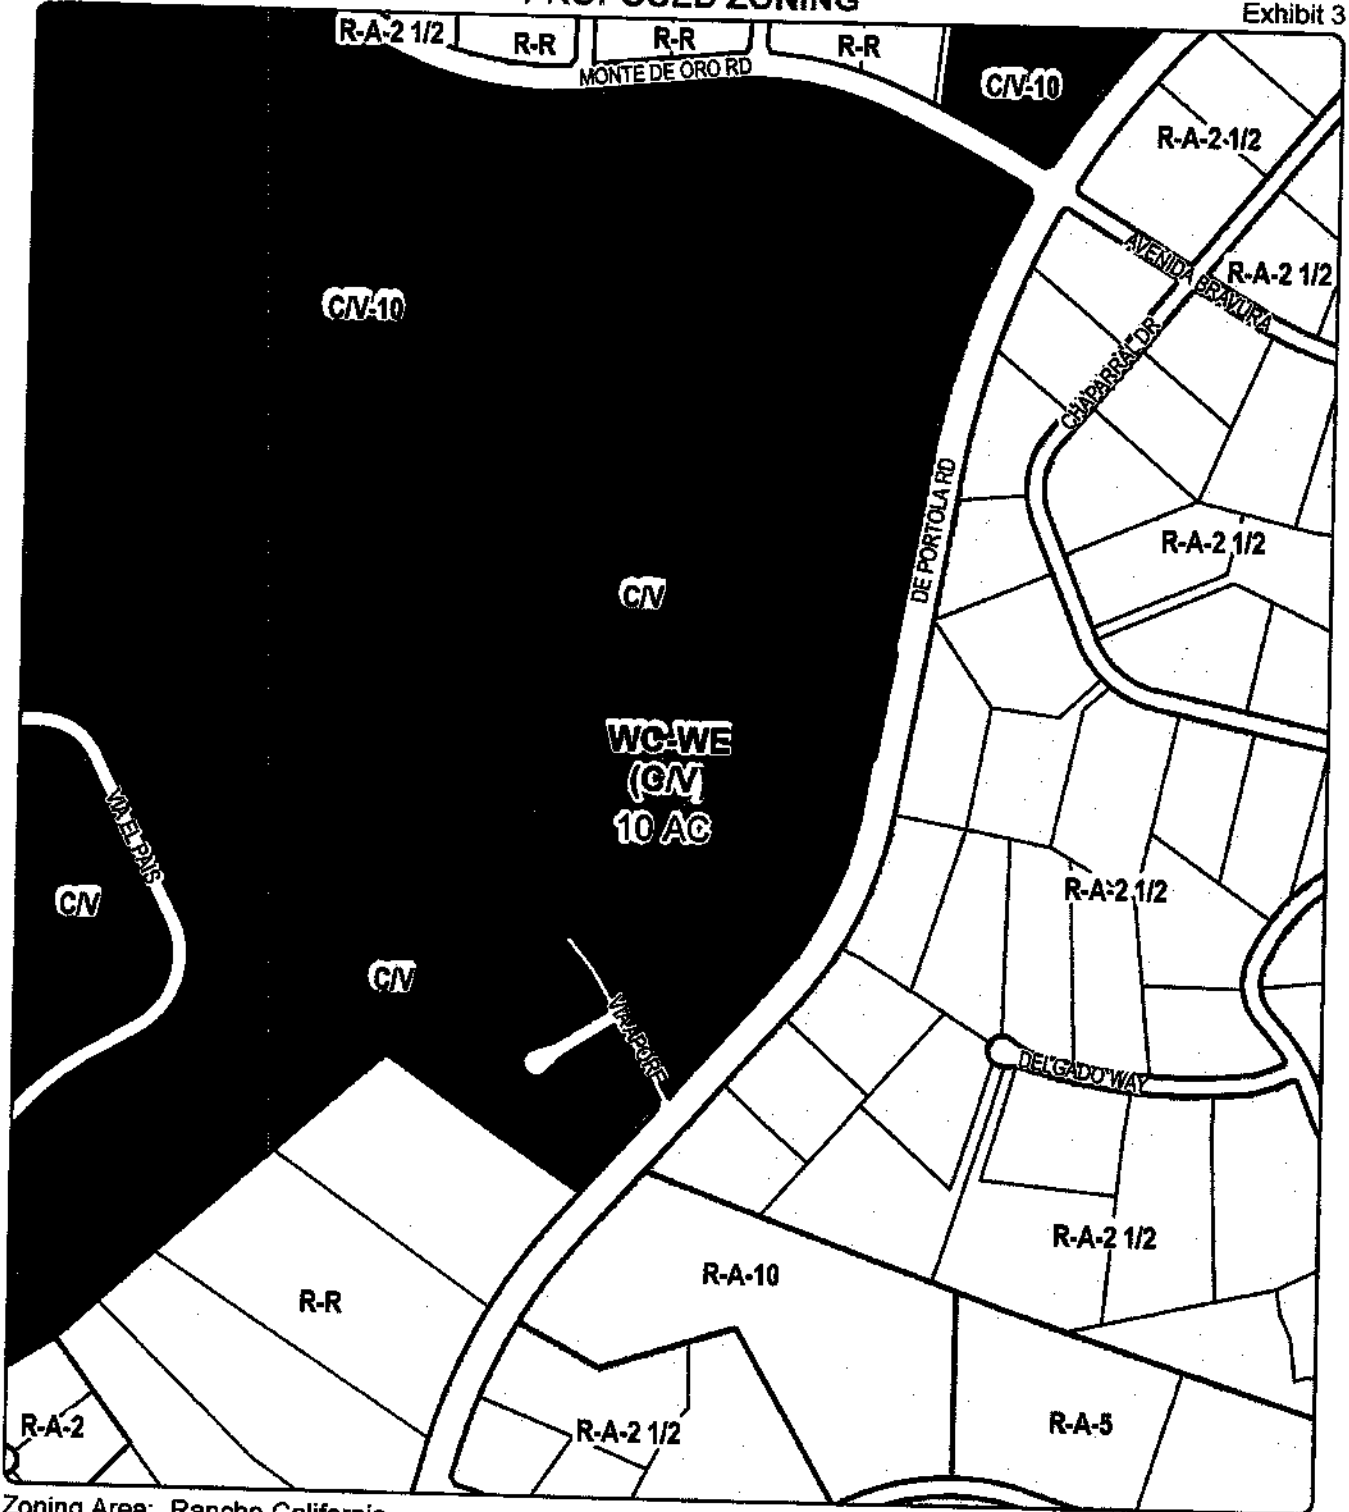 PROPOSED ZONING
Exhibit 3
R-A-2 1/2
R-R
R-R
R-R
MONTE DE ORO RD
C/V-10
R-A-2 1/2
AVENIDA BRAVURA
R-A-2 1/2
C/V-10
CHAPARRAL DR
DE PORTOLA RD
R-A-2 1/2
C/V
WC-WE
(C/V)
10 AC
VIA EL PAIS
C/V
R-A-2 1/2
C/V
VIA APORE
DELGADO WAY
R-A-2 1/2
R-A-10
R-R
R-A-2
R-A-2 1/2
R-A-5
Zoning Area: Rancho California